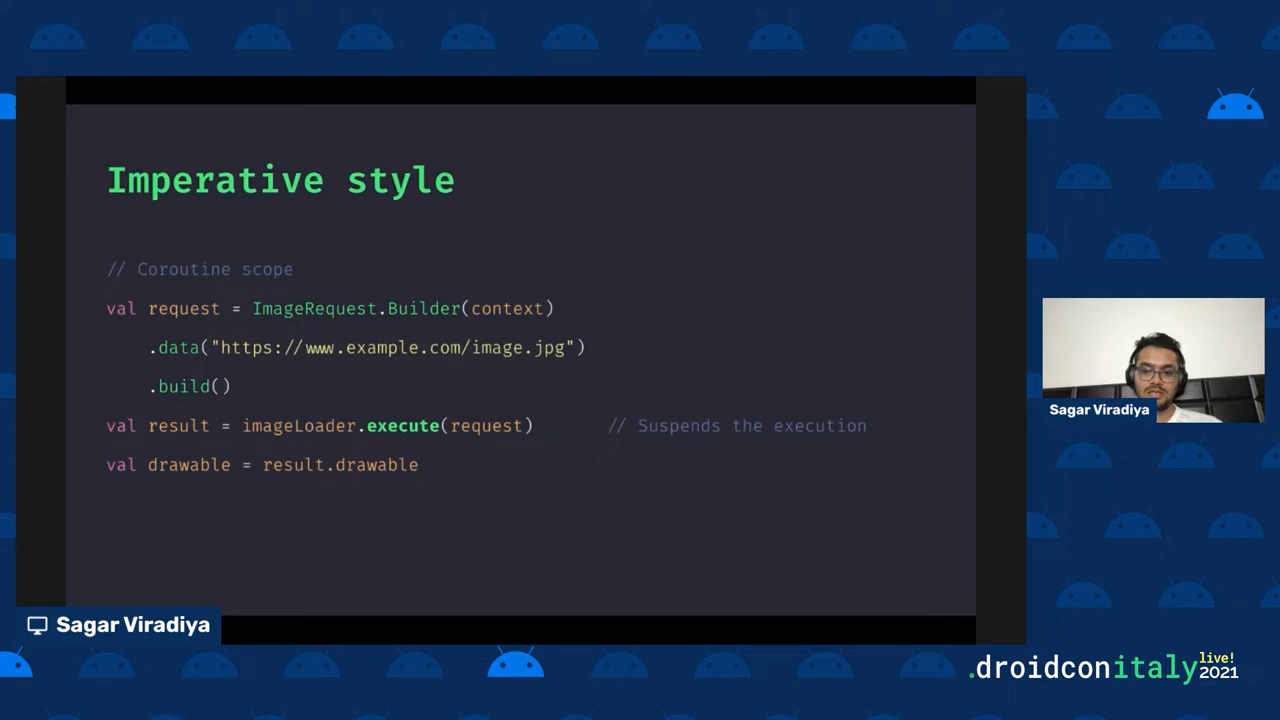 Imperative style
// Coroutine scope
val request = ImageRequest.Builder(context)
.data("https://www.example.com/image.jpg")
.build()
val result = imageLoader.execute(request) // Suspends the execution
val drawable = result.drawable
Sagar Viradiya
Sagar Viradiya
.droidconitaly live! 2021